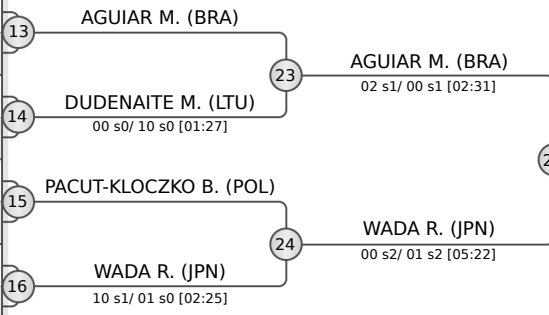 AGUIAR M. (BRA)
13
23
AGUIAR M. (BRA)
02 s1/ 00 s1 [02:31]
DUDENAITE M. (LTU)
14
00 s0/ 10 s0 [01:27]
PACUT-KLOCZKO B. (POL)
15
24
WADA R. (JPN)
00 s2/ 01 s2 [05:22]
WADA R. (JPN)
16
10 s1/ 01 s0 [02:25]